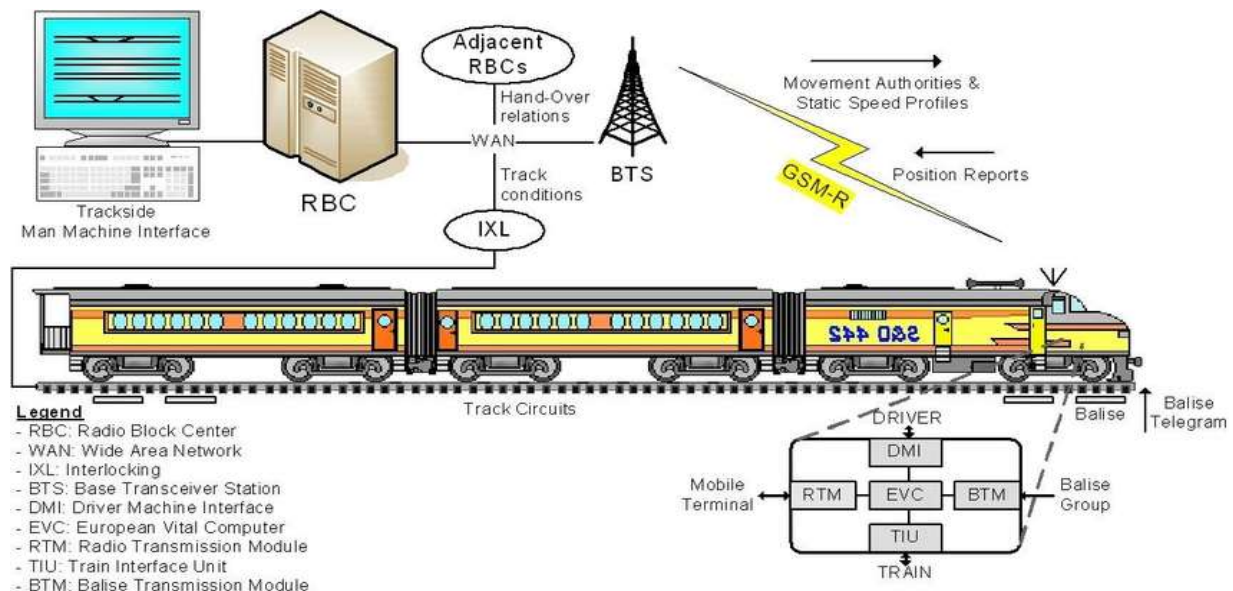 Adjacent
RBCs
Hand-Over
relations
WAN
Track
conditions
IXL
BTS
RBC
Trackside
Man Machine Interface
Movement Authorities &
Static Speed Profiles
GSM-R
Position Reports
S&D 442
Track Circuits
Balise
Balise
Telegram
Legend
- RBC: Radio Block Center
- WAN: Wide Area Network
- IXL: Interlocking
- BTS: Base Transceiver Station
- DMI: Driver Machine Interface
- EVC: European Vital Computer
- RTM: Radio Transmission Module
- TIU: Train Interface Unit
- BTM: Balise Transmission Module
DRIVER
DMI
Mobile
Terminal
RTM
EVC
BTM
Balise
Group
TIU
TRAIN